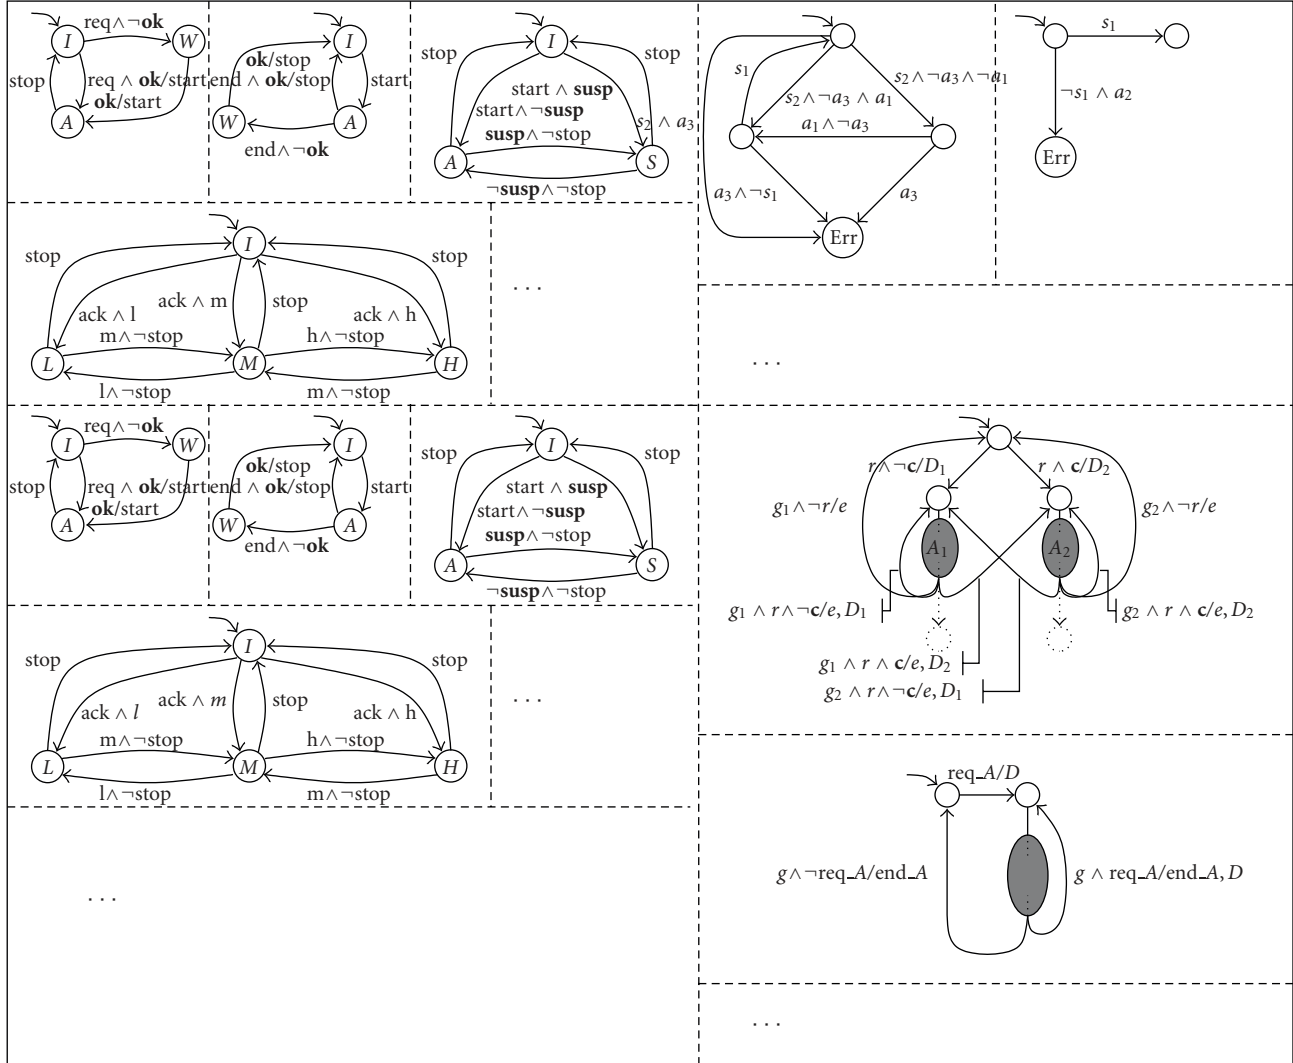 req∧¬ok
I
W
stop
req ∧ ok/start
ok/start
A
I
ok/stop
end ∧ ok/stop
start
W
A
end∧¬ok
I
stop
stop
start ∧ susp
start∧¬susp
susp∧¬stop
A
S
¬susp∧¬stop
s2 ∧ a3
s1
s2∧¬a3∧¬a1
s2∧¬a3 ∧ a1
a1∧¬a3
a3∧¬s1
a3
Err
s1
¬s1 ∧ a2
Err
I
stop
stop
ack ∧ l
ack ∧ m
stop
ack ∧ h
m∧¬stop
h∧¬stop
L
M
H
l∧¬stop
m∧¬stop
. . .
. . .
req∧¬ok
I
W
stop
req ∧ ok/start
ok/start
A
I
ok/stop
end ∧ ok/stop
start
W
A
end∧¬ok
I
stop
stop
start ∧ susp
start∧¬susp
susp∧¬stop
A
S
¬susp∧¬stop
r∧¬c/D1
r ∧ c/D2
g1∧¬r/e
g2∧¬r/e
A1
A2
g1 ∧ r∧¬c/e, D1
g2 ∧ r ∧ c/e, D2
g1 ∧ r ∧ c/e, D2
g2 ∧ r∧¬c/e, D1
I
stop
stop
ack ∧ l
ack ∧ m
stop
ack ∧ h
m∧¬stop
h∧¬stop
L
M
H
l∧¬stop
m∧¬stop
. . .
req_A/D
g∧¬req_A/end_A
g ∧ req_A/end_A, D
. . .
. . .